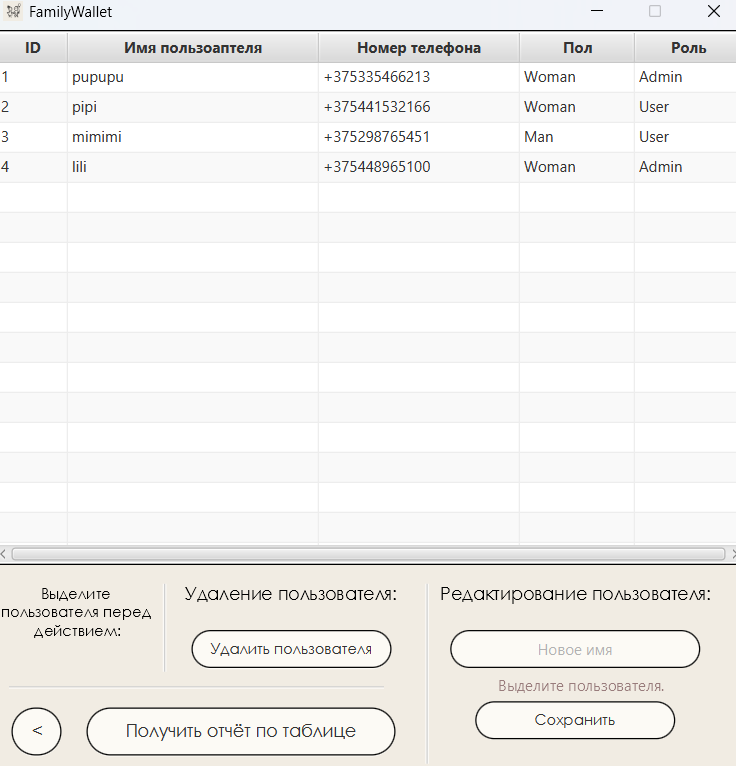 FamilyWallet
ID Имя пользоаптеля Номер телефона Пол Роль
1 pupupu +375335466213 Woman Admin
2 pipi +375441532166 Woman User
3 mimimi +375298765451 Man User
4 lili +375448965100 Woman Admin
Выделите
пользователя перед
действием:
Удаление пользователя:
Удалить пользователя
Редактирование пользователя:
Новое имя
Выделите пользователя.
Сохранить
<
Получить отчёт по таблице